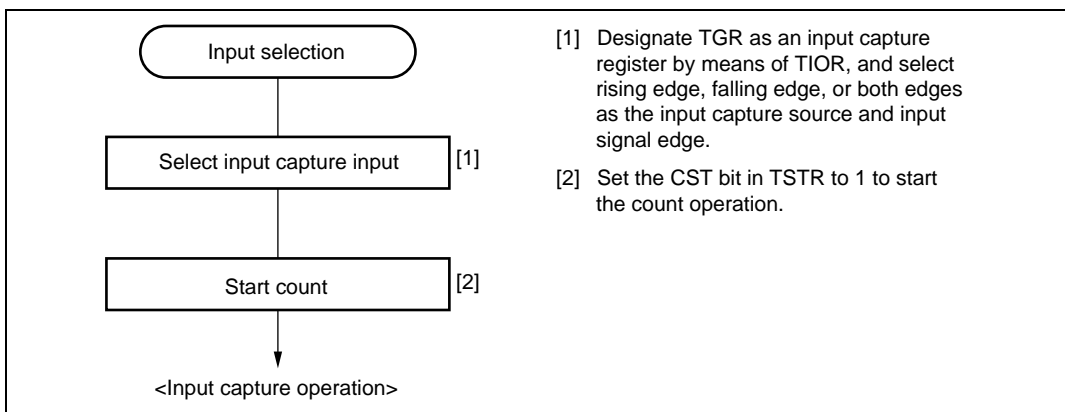 Input selection
Select input capture input
[1]
Start count
[2]
<Input capture operation>
[1] Designate TGR as an input capture
register by means of TIOR, and select
rising edge, falling edge, or both edges
as the input capture source and input
signal edge.
[2] Set the CST bit in TSTR to 1 to start
the count operation.